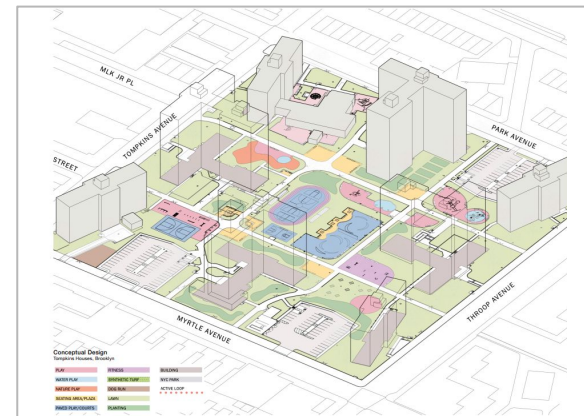 MLK JR PL
TOMPKINS AVENUE
PARK AVENUE
STREET
THROOP AVENUE
MYRTLE AVENUE
Conceptual Design
Tompkins Houses, Brooklyn
PLAY
WATER PLAY
NATURE PLAY
SEATING AREA/PLAZA
PAVED PLAY/COURTS
FITNESS
SYNTHETIC TURF
DOG RUN
LAWN
PLANTING
BUILDING
NYC PARK
ACTIVE LOOP